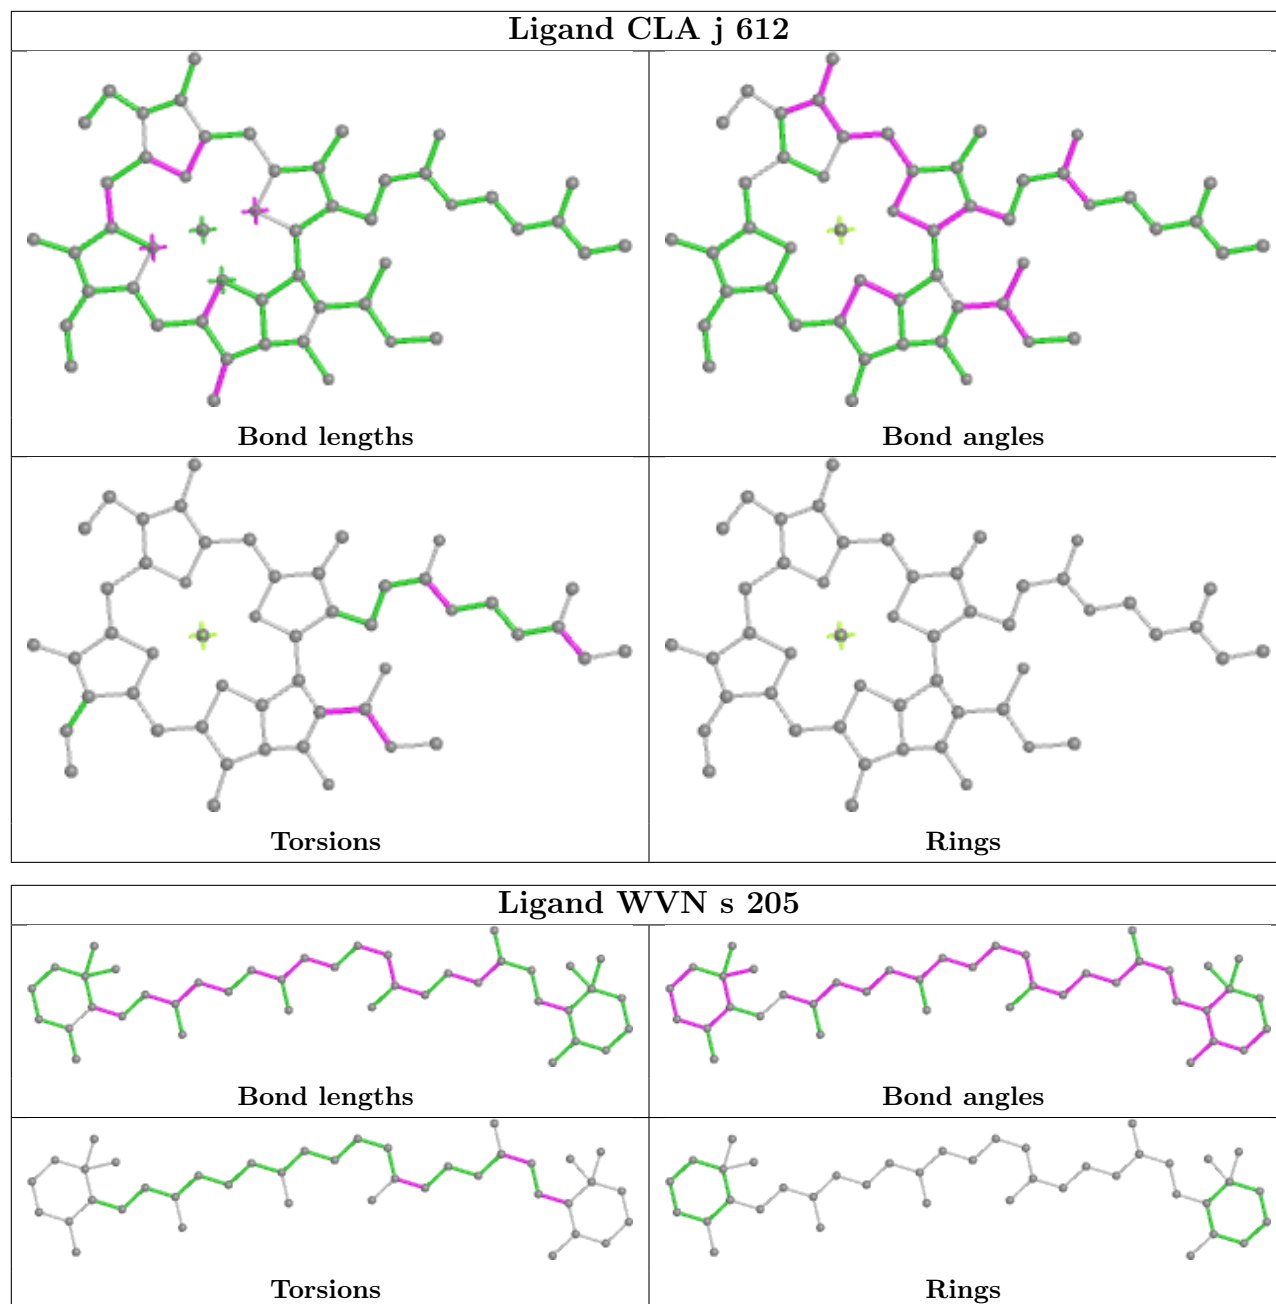 Ligand CLA j 612
Bond lengths
Bond angles
Torsions
Rings
Ligand WVN s 205
Bond lengths
Bond angles
Torsions
Rings